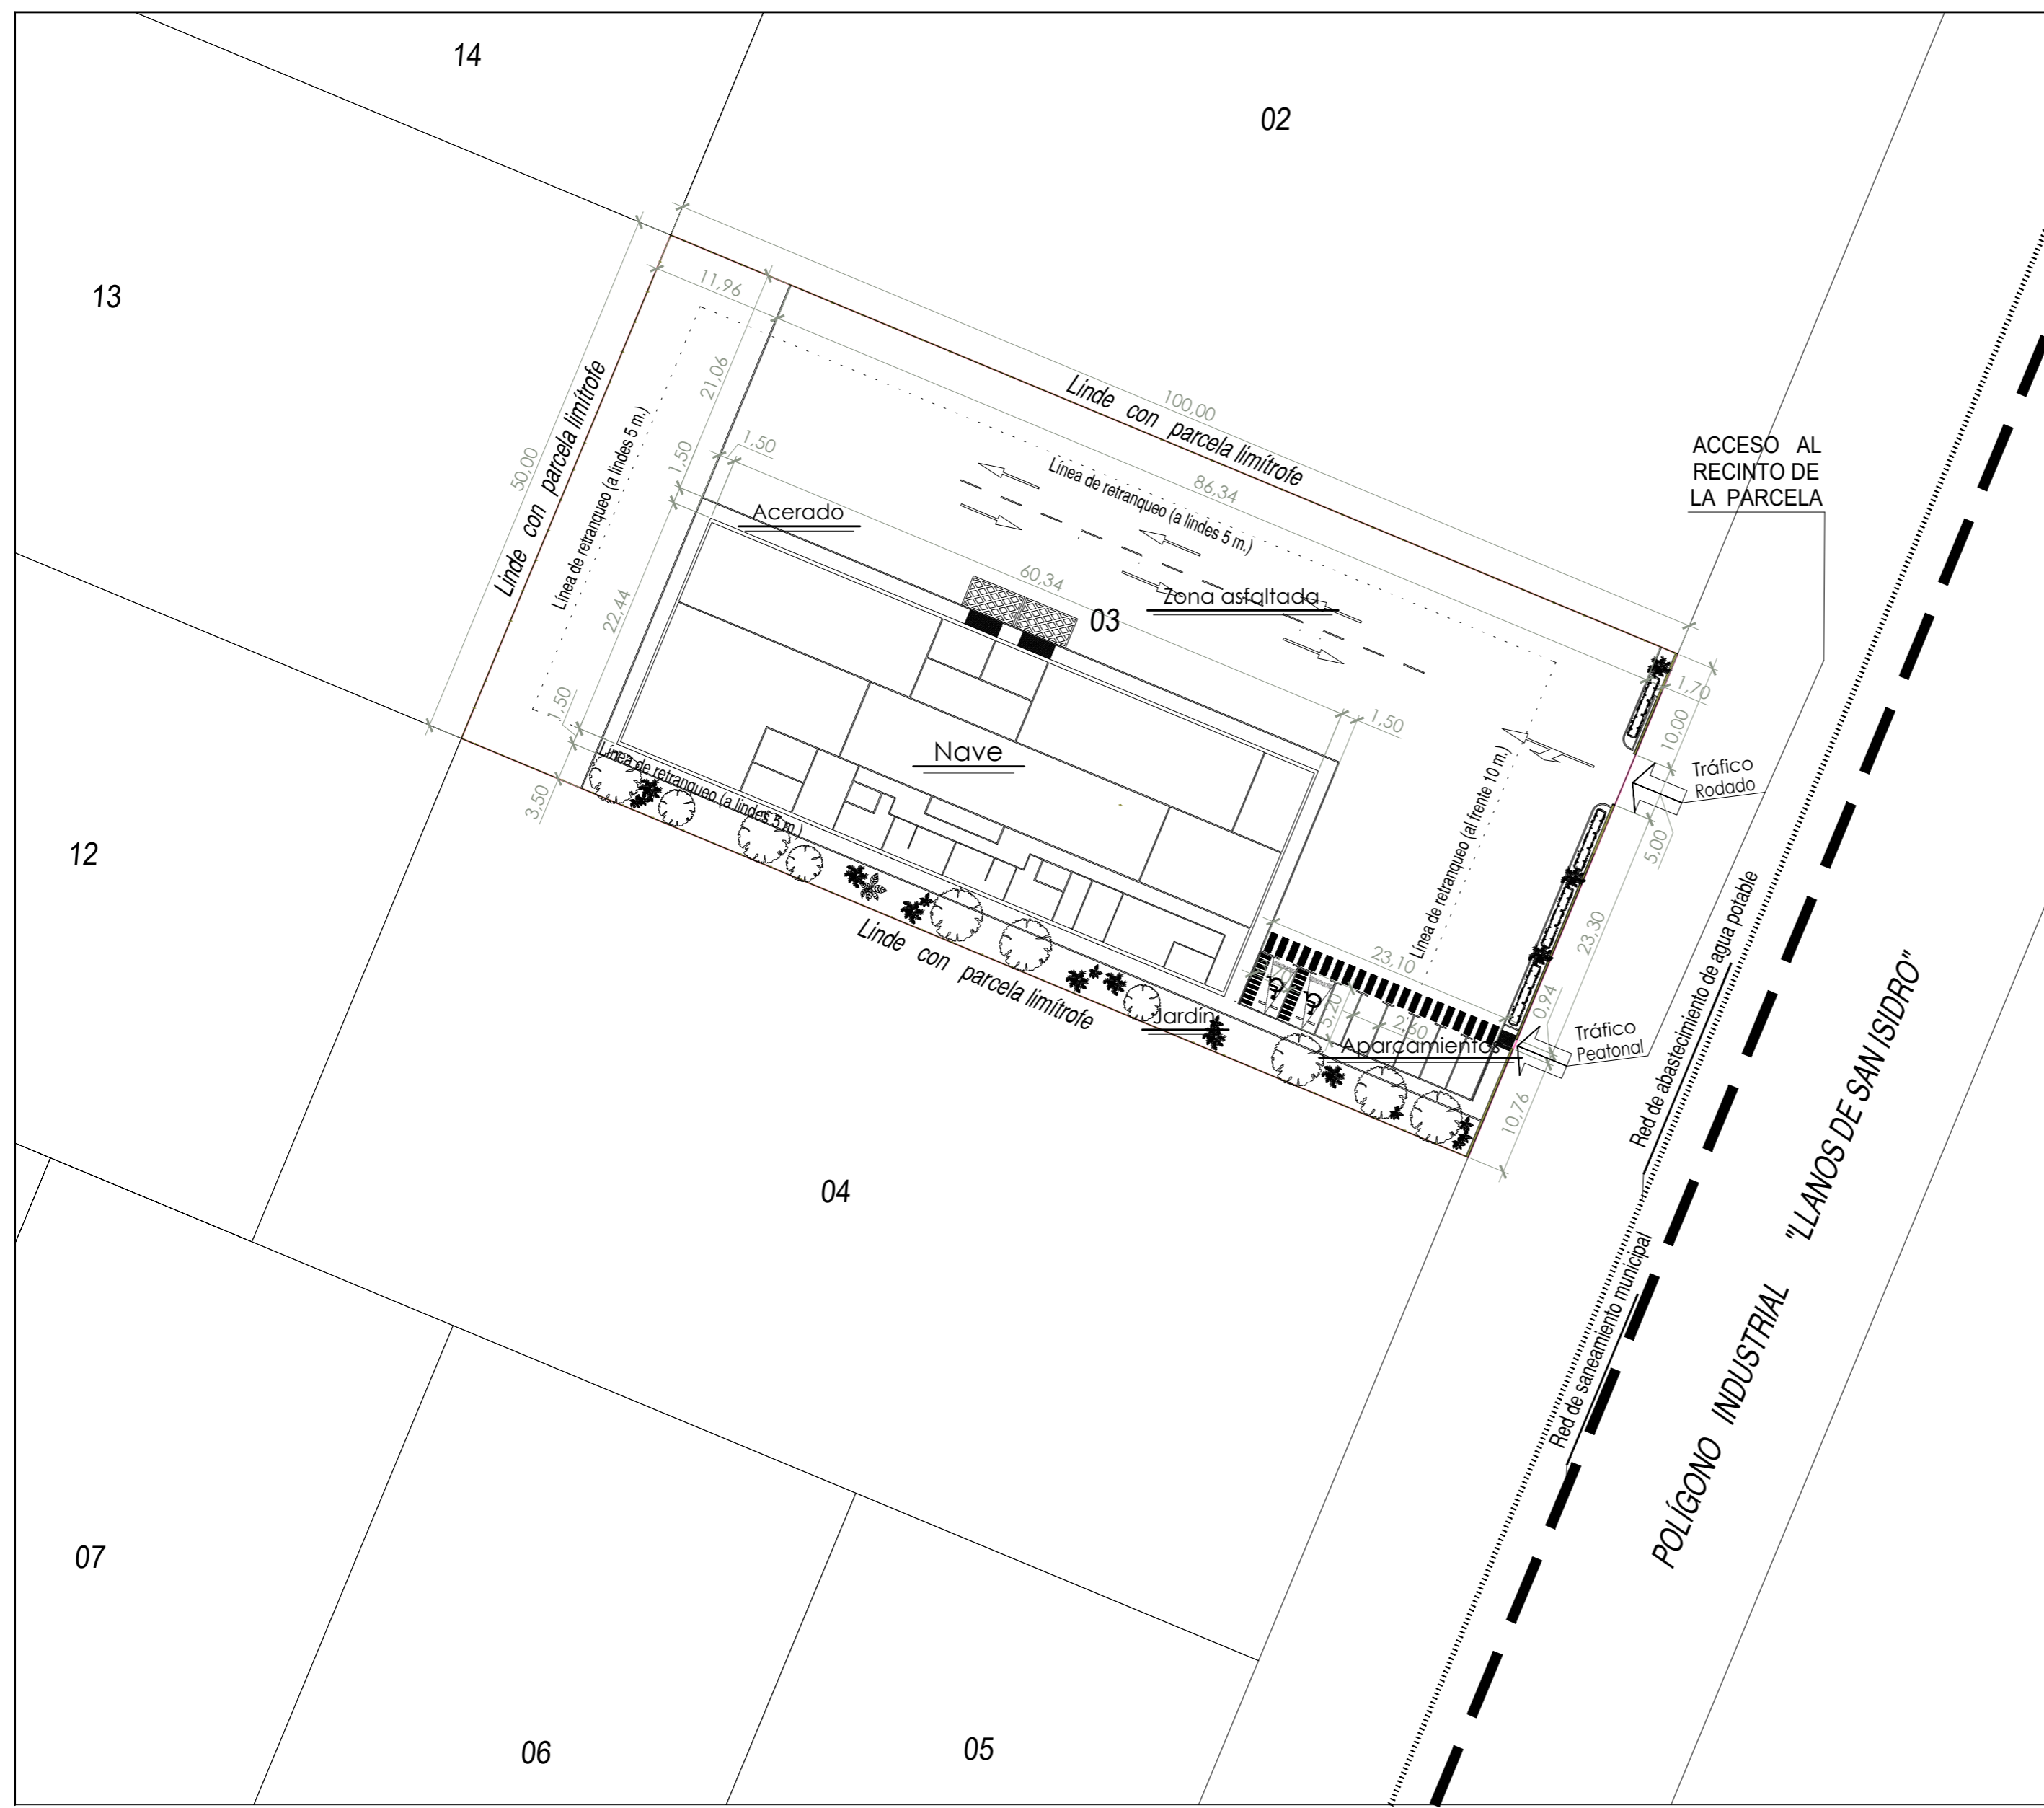 14
02
13
11,96
21,06
Linde con parcela limítrofe
100,00
1,50
1,50
50,00
Linde con parcela limítrofe
Línea de retranqueo (a lindes 5 m.)
Línea de retranqueo (a lindes 5 m.)
86,34
ACCESO AL
RECINTO DE
LA PARCELA
Acerado
60,34
Zona asfaltada
03
22,44
1,50
1,70
1,50
10,00
Nave
Tráfico
Rodado
Línea de retranqueo (a lindes 5 m.)
3,50
Línea de retranqueo (al frente 10 m.)
5,00
12
23,30
Linde con parcela limítrofe
23,10
Red de abastecimiento de agua potable
5,20
2,60
0,94
Jardín
Aparcamientos
Tráfico
Peatonal
10,76
04
POLÍGONO INDUSTRIAL "LLANOS DE SAN ISIDRO"
Red de saneamiento municipal
07
06
05